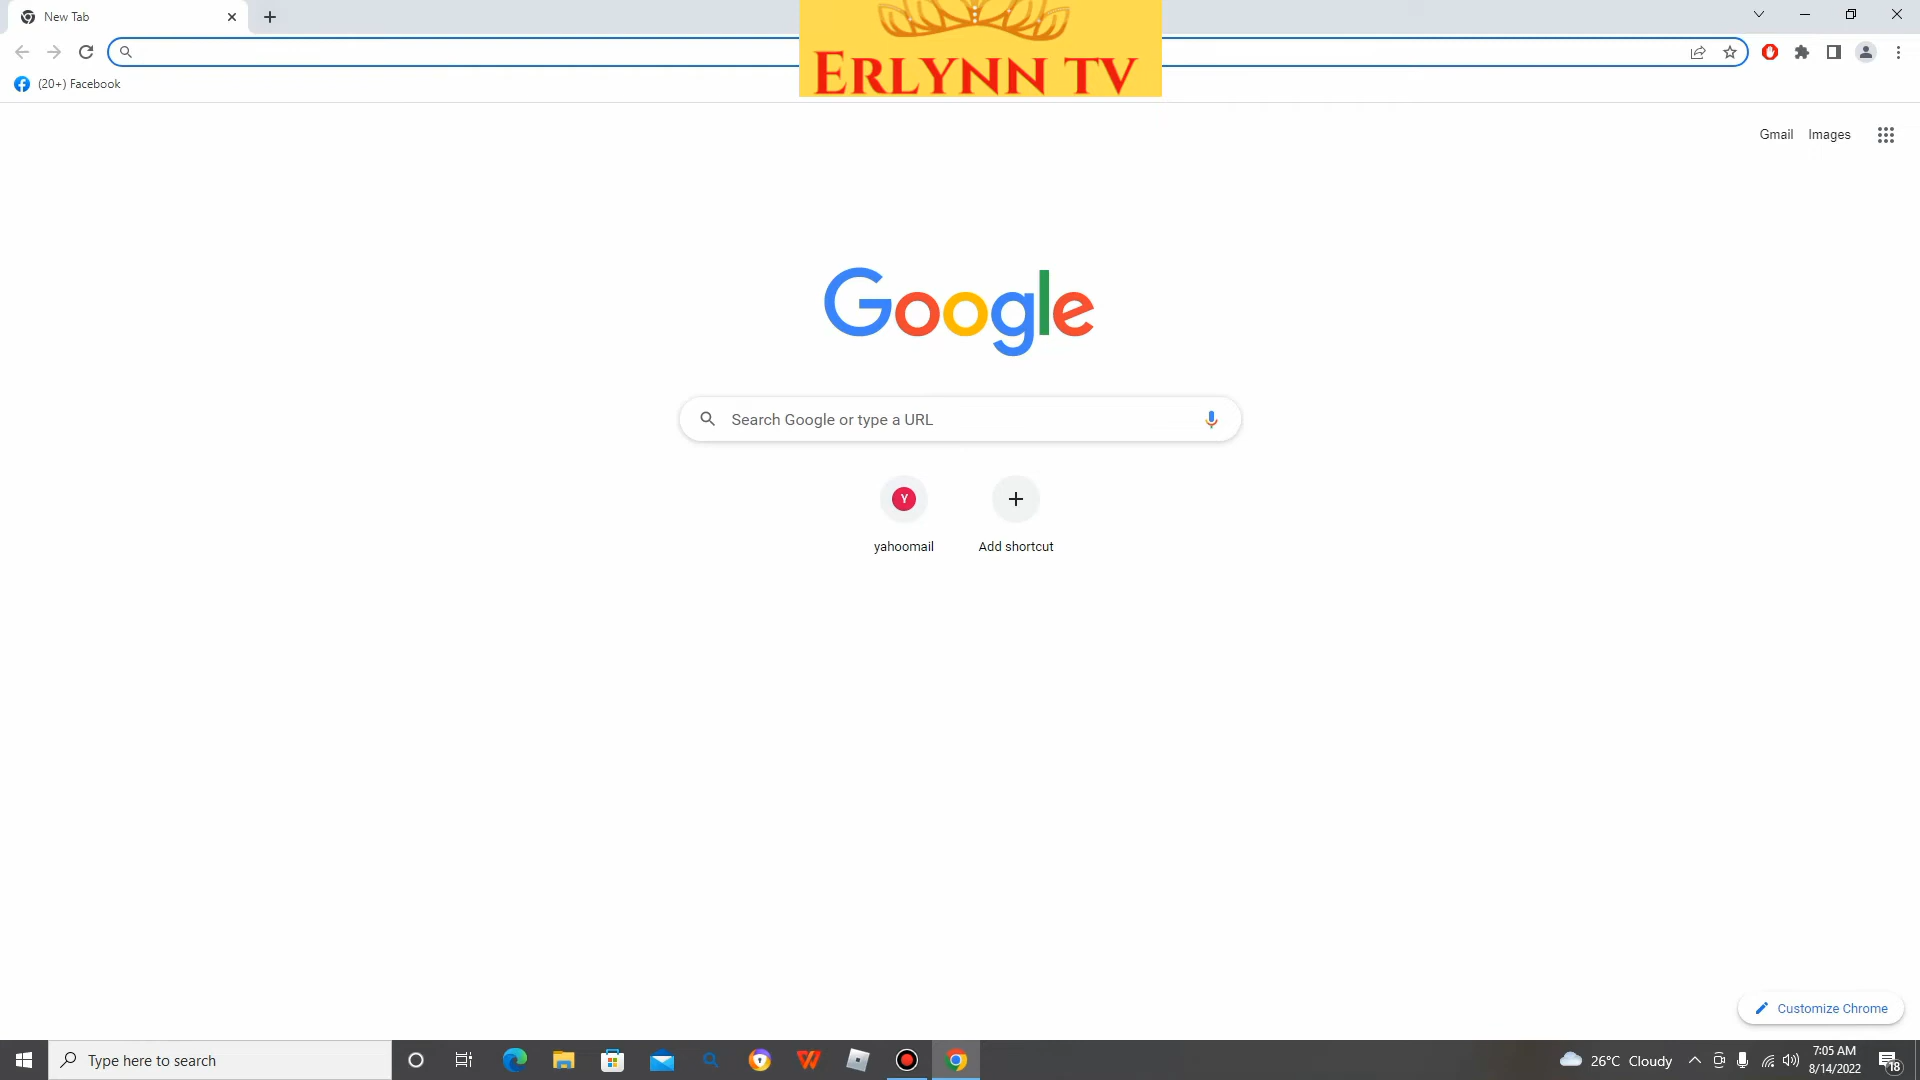 New Tab
ERLYNN TV
(20+) Facebook
Gmail Images
Google
Search Google or type a URL
Y
yahoomail Add shortcut
Customize Chrome
Type here to search
26°C Cloudy
7:05 AM
8/14/2022
18